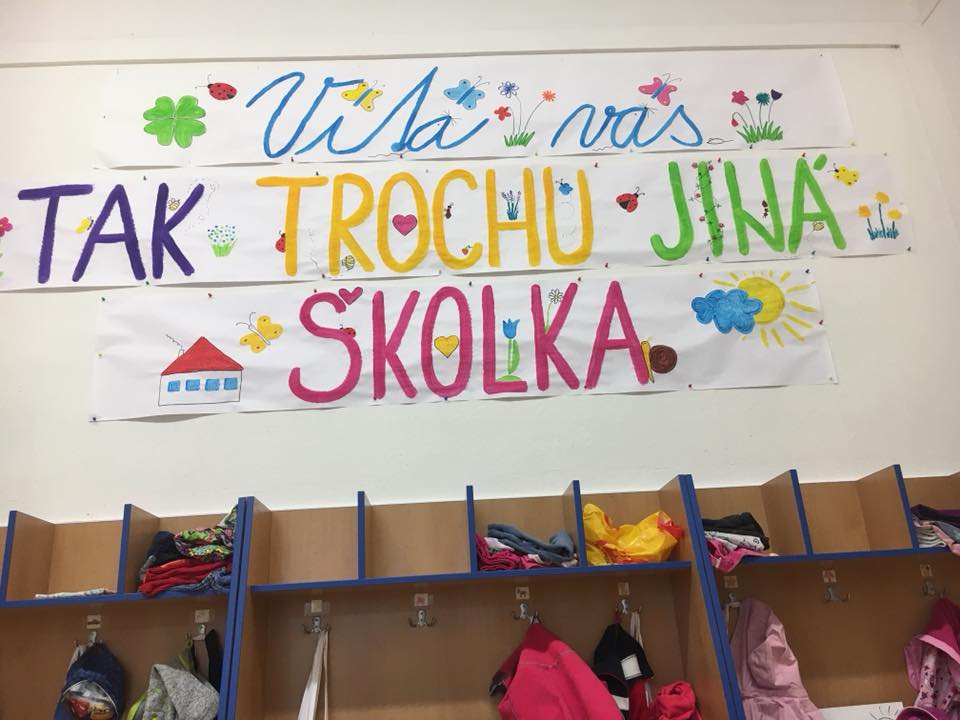 Vítá vás
TAK TROCHU JINÁ
ŠKOLKA